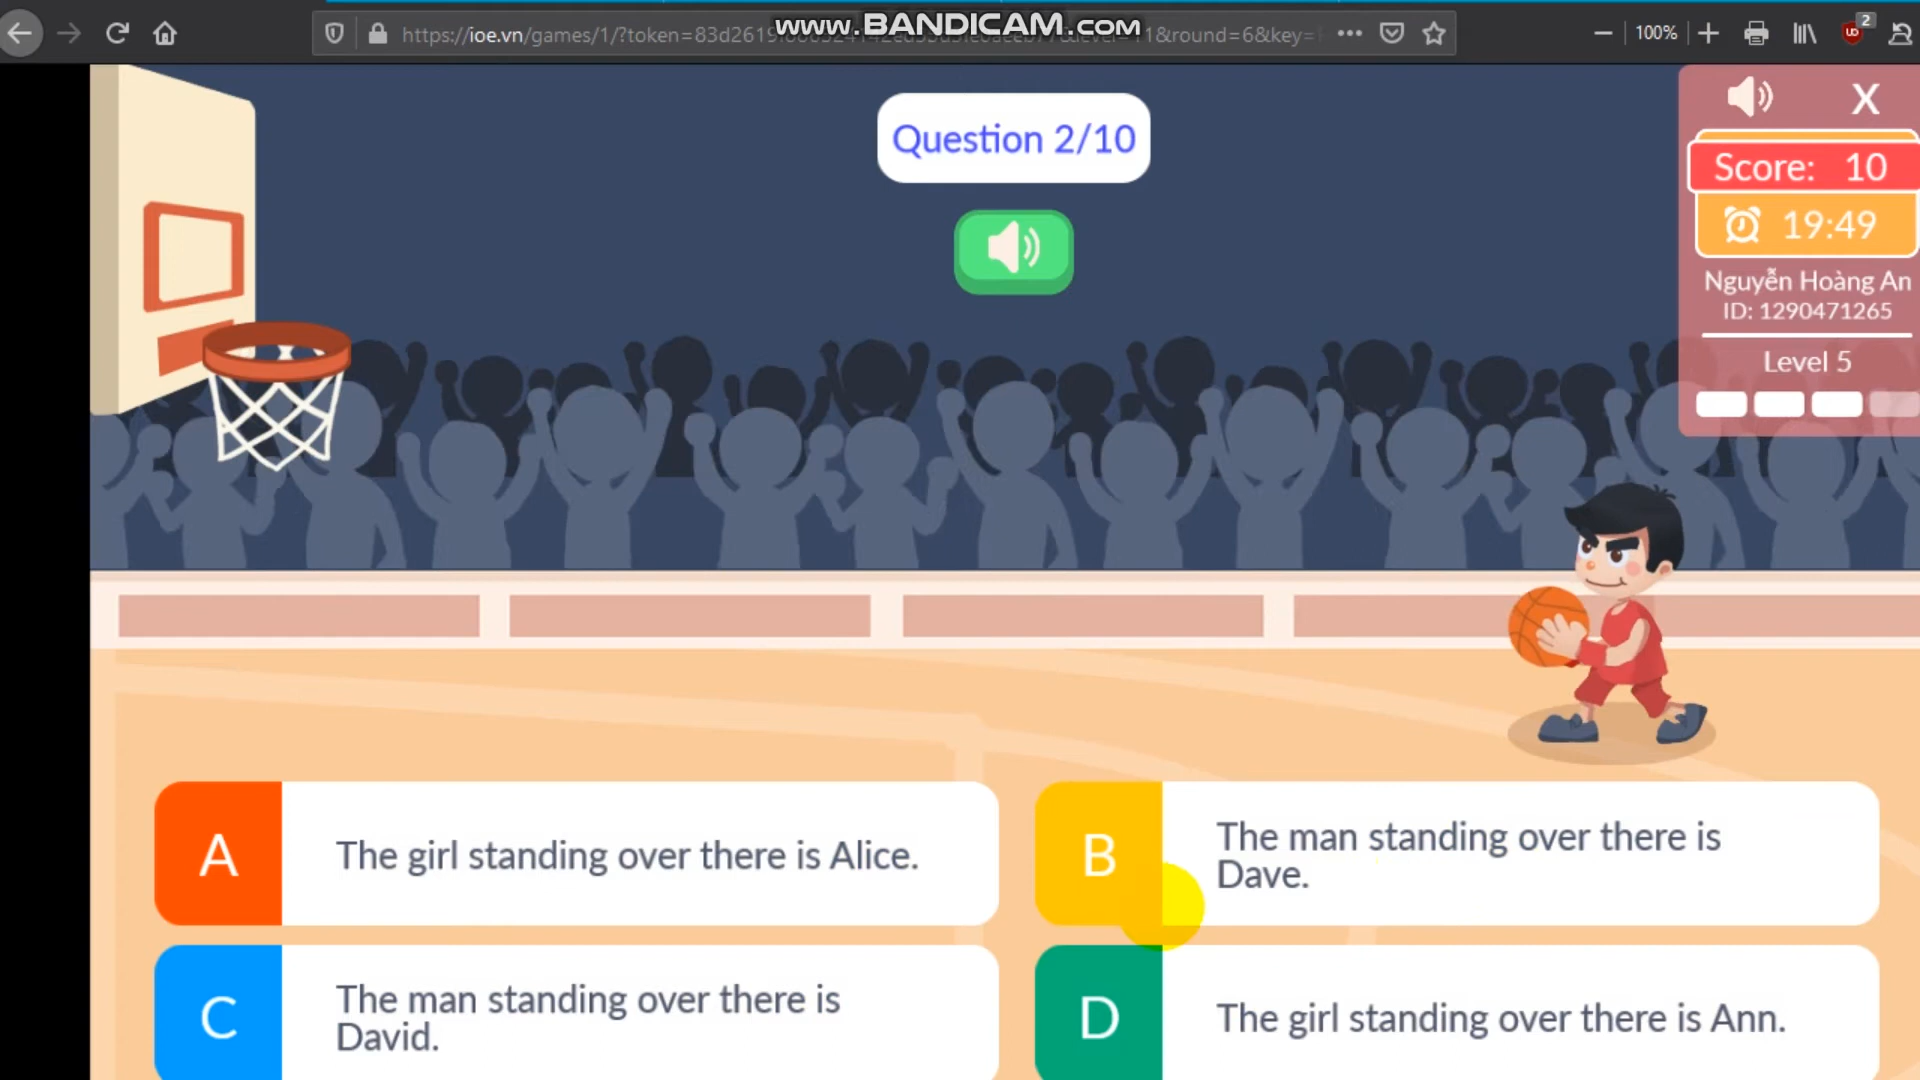 www.BANDICAM.com
https://ioe.vn/games/1/?token=83d2619
1&round=6&key=
100%
2
Question 2/10
X
Score: 10
19:49
Nguyễn Hoàng An
ID: 1290471265
Level 5
A
The girl standing over there is Alice.
B
The man standing over there is
Dave.
C
The man standing over there is
David.
D
The girl standing over there is Ann.